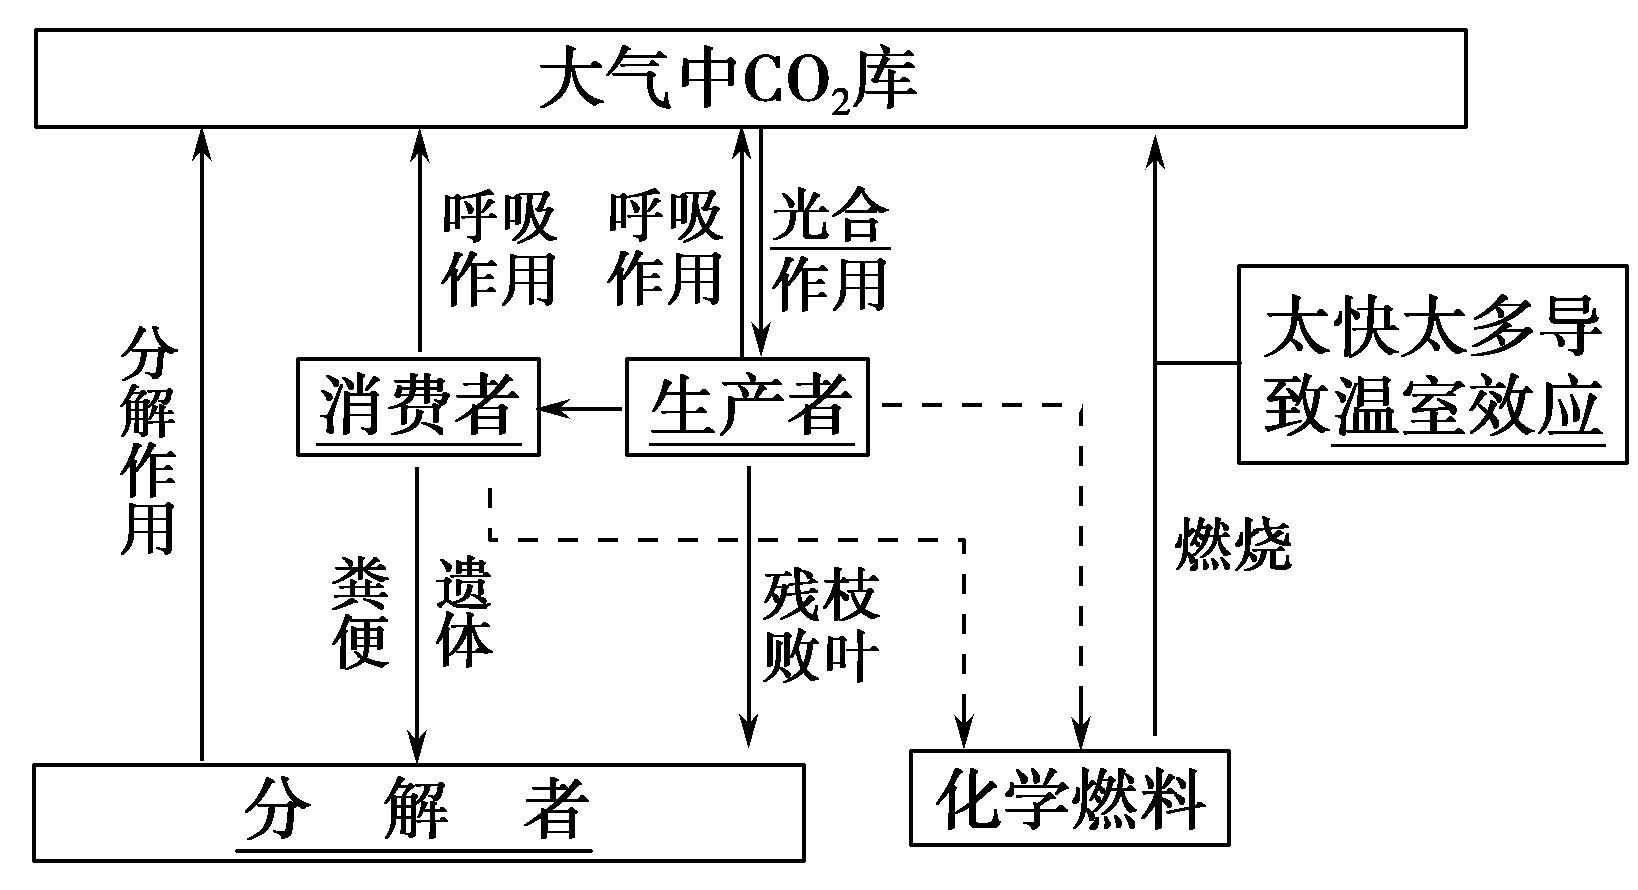 大气中CO₂库
呼吸
作用
呼吸
作用
光合
作用
分解作用
太快太多导
致温室效应
消费者
生产者
燃烧
粪便
遗体
残枝
败叶
分解者
化学燃料